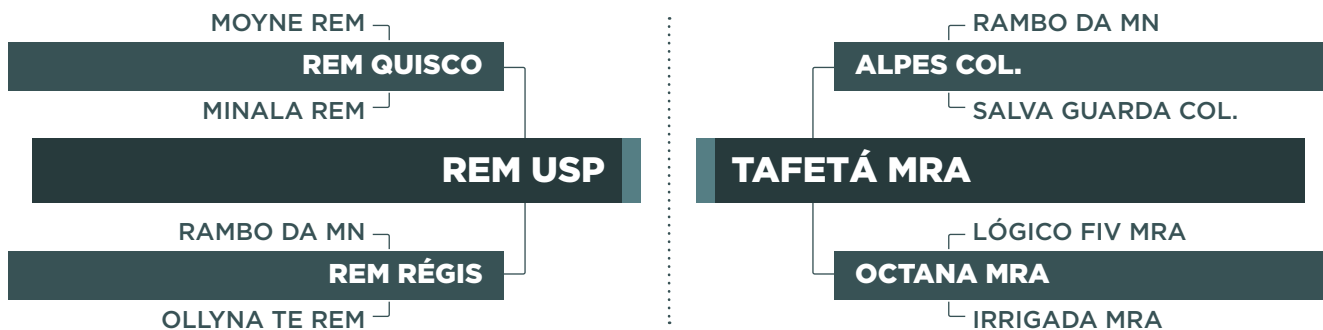 MOYNE REM
REM QUISCO
MINALA REM
REM USP
RAMBO DA MN
REM RÉGIS
OLLYNA TE REM
RAMBO DA MN
ALPES COL.
SALVA GUARDA COL.
TAFETÁ MRA
LÓGICO FIV MRA
OCTANA MRA
IRRIGADA MRA